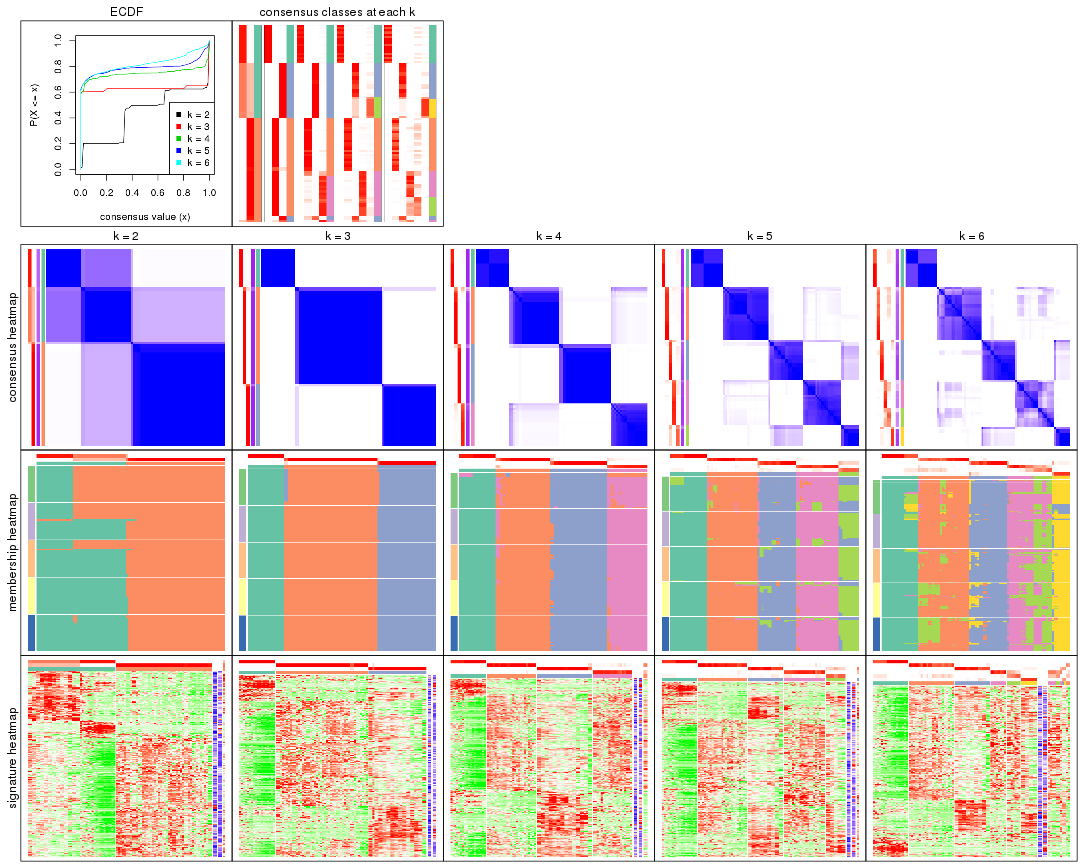 ECDF
consensus classes at each k
P(X <= x)
0.0 0.2 0.4 0.6 0.8 1.0
k = 2
k = 3
k = 4
k = 5
k = 6
0.0 0.2 0.4 0.6 0.8 1.0
consensus value (x)
k = 2 k = 3 k = 4 k = 5 k = 6
consensus heatmap
membership heatmap
signature heatmap